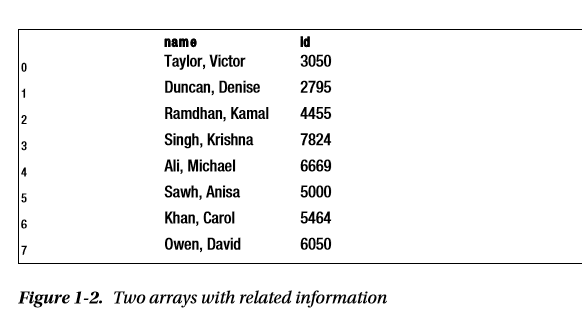 name id
0 Taylor, Victor 3050
1 Duncan, Denise 2795
2 Ramdhan, Kamal 4455
3 Singh, Krishna 7824
4 Ali, Michael 6669
5 Sawh, Anisa 5000
6 Khan, Carol 5464
7 Owen, David 6050
Figure 1-2. Two arrays with related information